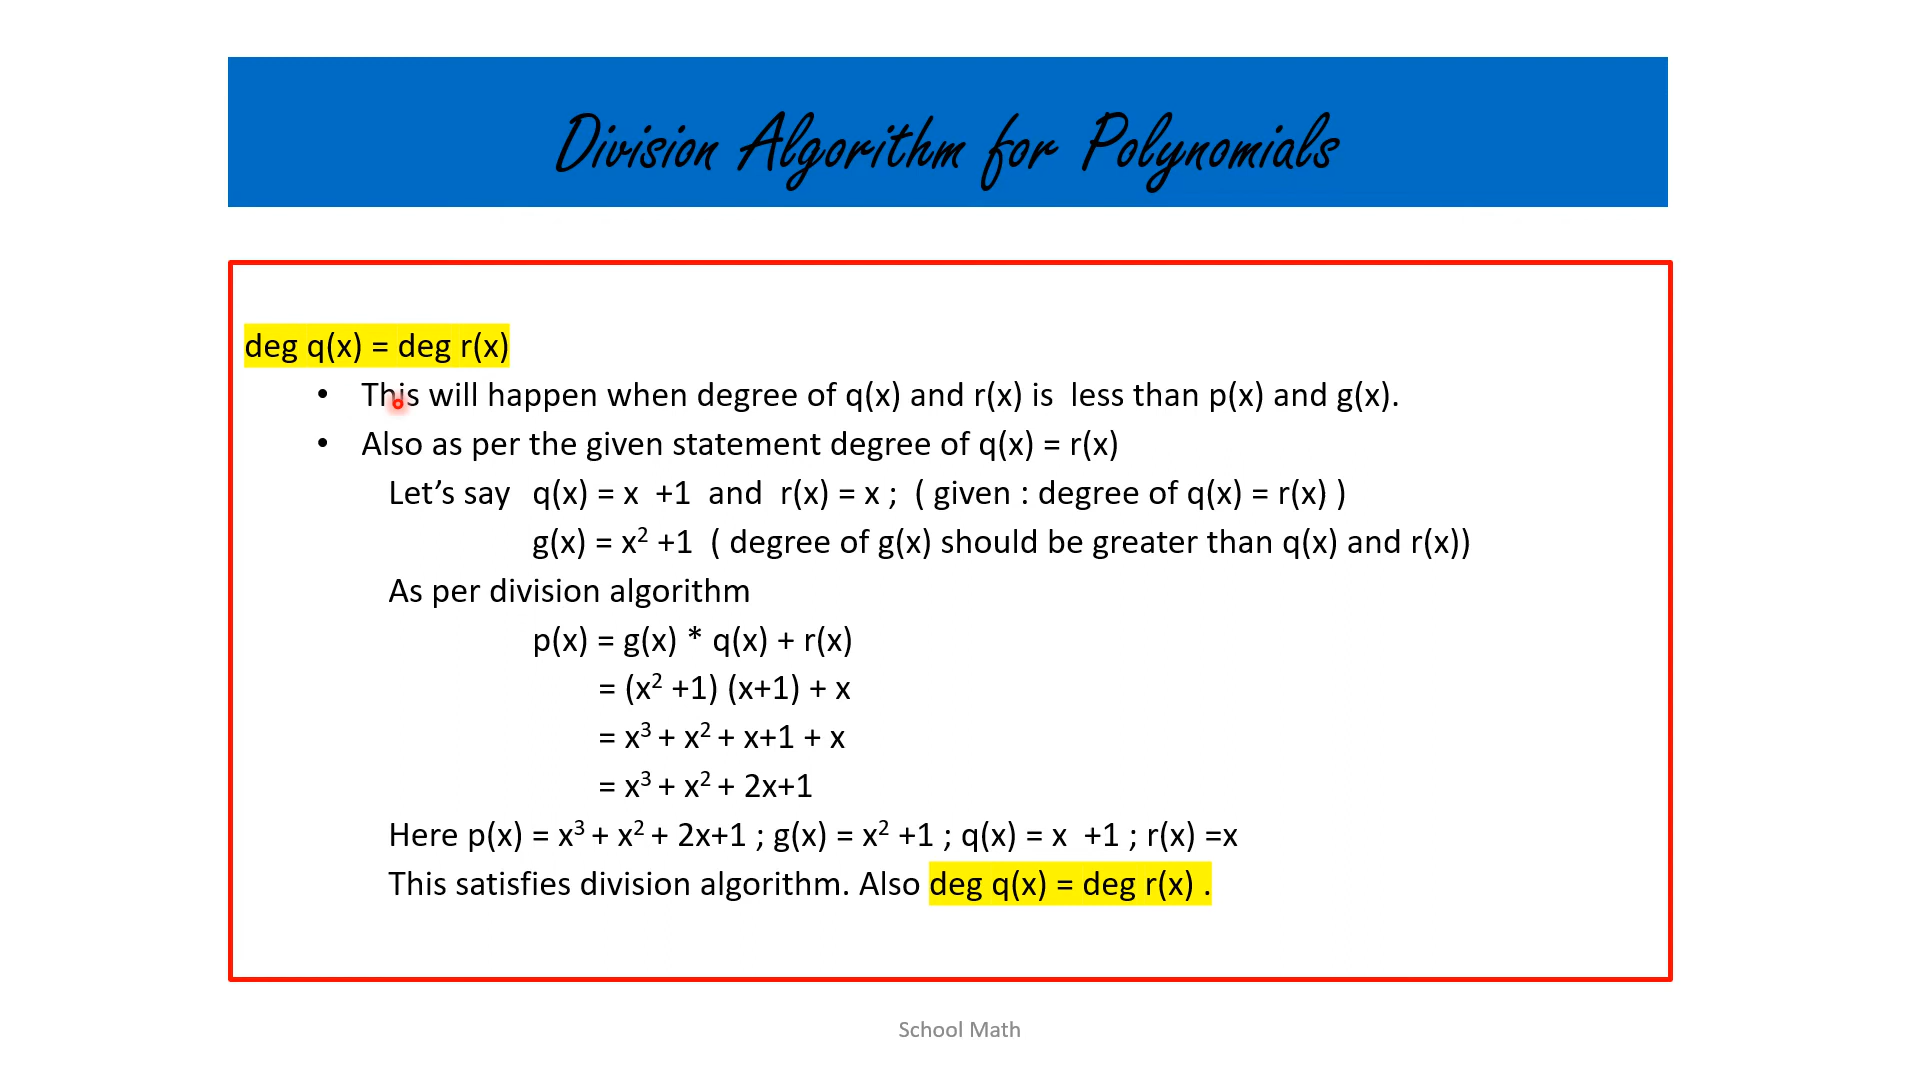 Division Algorithm for Polynomials
deg q(x) = deg r(x)
• This will happen when degree of q(x) and r(x) is less than p(x) and g(x).
• Also as per the given statement degree of q(x) = r(x)
Let’s say q(x) = x +1 and r(x) = x ; ( given : degree of q(x) = r(x) )
g(x) = x² +1 ( degree of g(x) should be greater than q(x) and r(x))
As per division algorithm
p(x) = g(x) * q(x) + r(x)
= (x² +1) (x+1) + x
= x³ + x² + x+1 + x
= x³ + x² + 2x+1
Here p(x) = x³ + x² + 2x+1 ; g(x) = x² +1 ; q(x) = x +1 ; r(x) =x
This satisfies division algorithm. Also deg q(x) = deg r(x) .
School Math